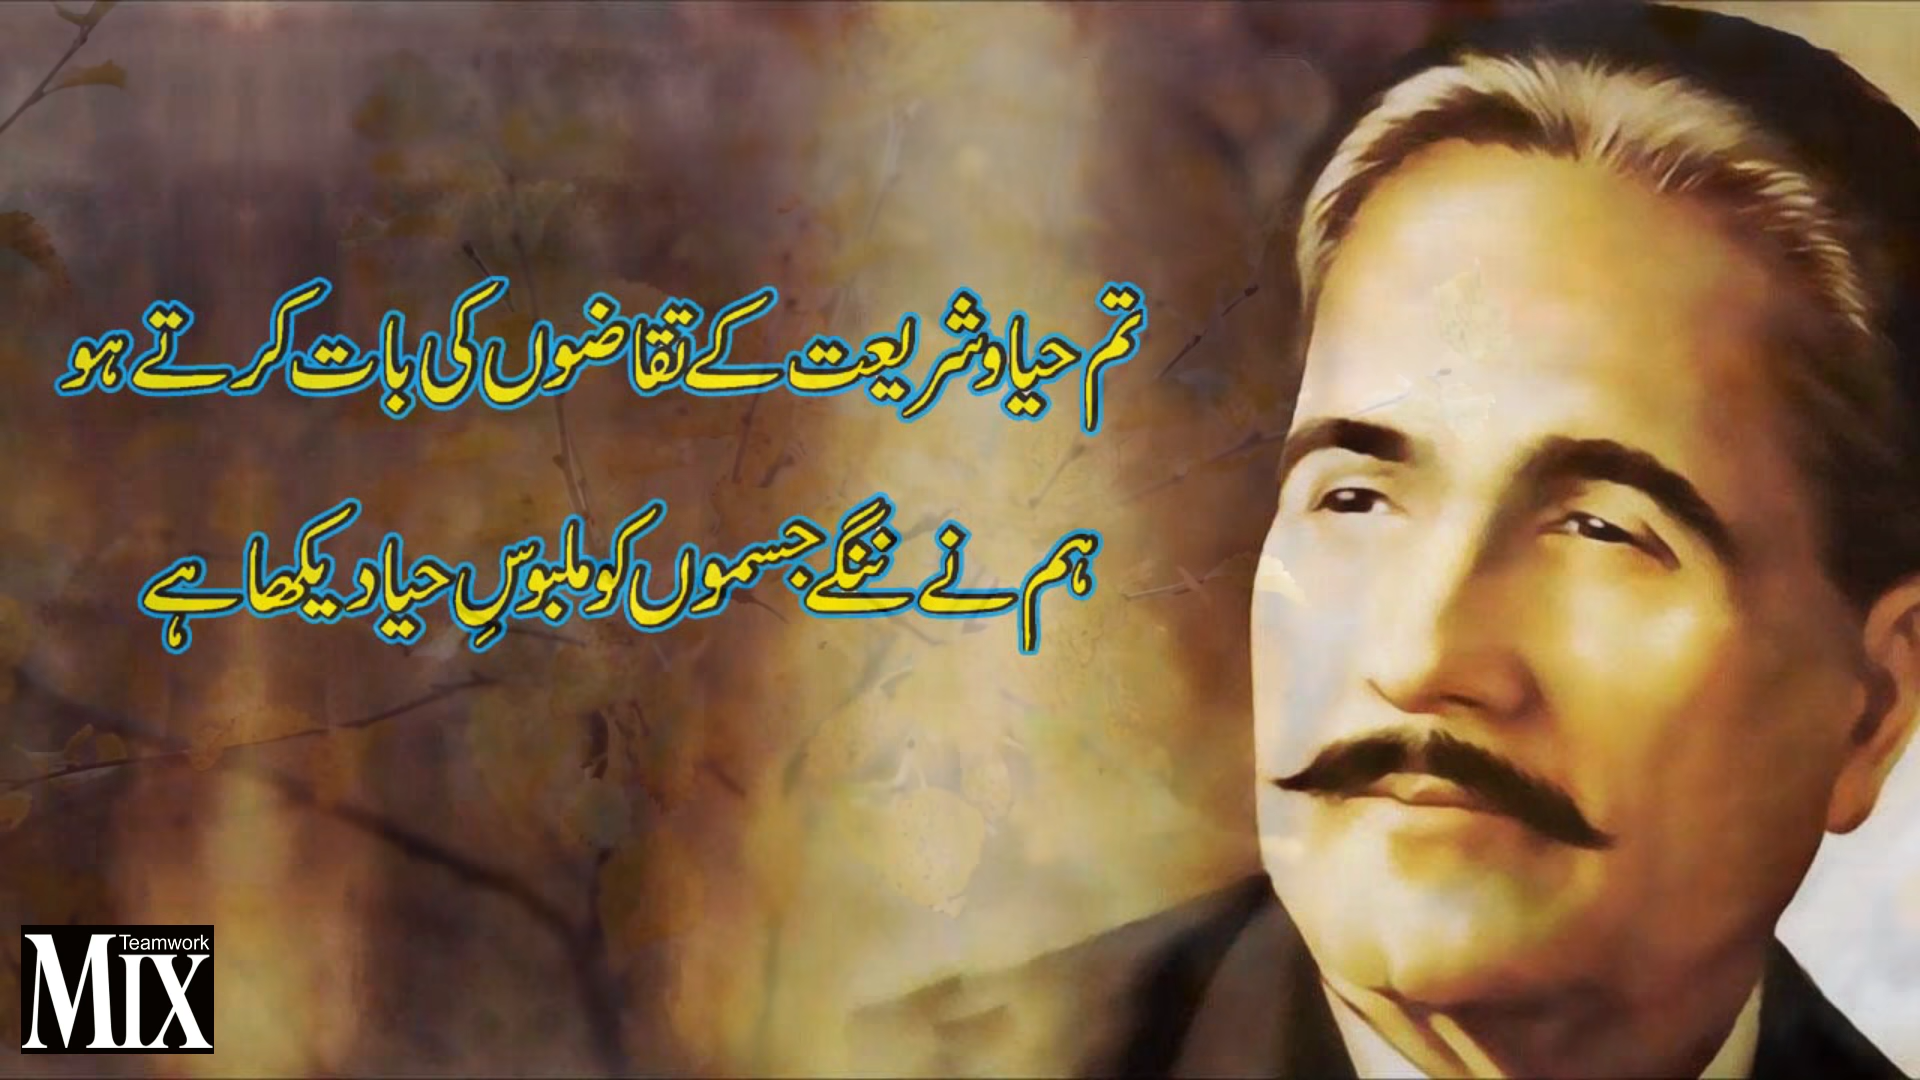 تم حیا و شریعت کے تقاضوں کی بات کرتے ہو
ہم نے ننگے جسموں کو ملبوسِ حیا دیکھا ہے
Teamwork
MIX